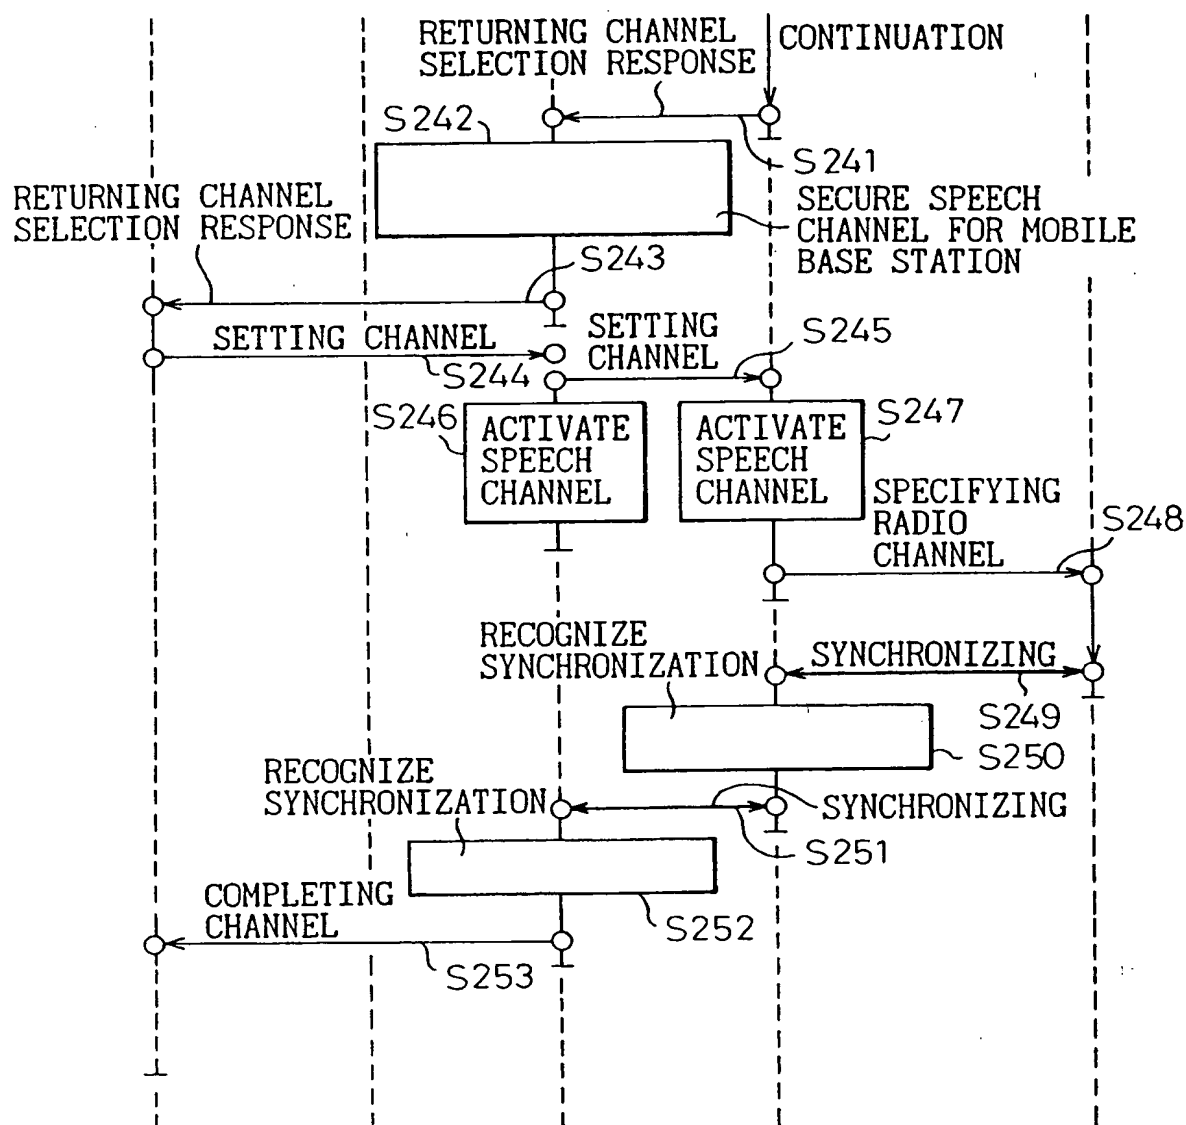 RETURNING CHANNEL
SELECTION RESPONSE
CONTINUATION
S242
S241
RETURNING CHANNEL
SELECTION RESPONSE
SECURE SPEECH
CHANNEL FOR MOBILE
BASE STATION
S243
SETTING CHANNEL
S244
SETTING
CHANNEL
S245
S246
ACTIVATE
SPEECH
CHANNEL
ACTIVATE
SPEECH
CHANNEL
S247
SPECIFYING
RADIO
CHANNEL
S248
RECOGNIZE
SYNCHRONIZATION
SYNCHRONIZING
S249
S250
RECOGNIZE
SYNCHRONIZATION
SYNCHRONIZING
S251
COMPLETING
CHANNEL
S252
S253